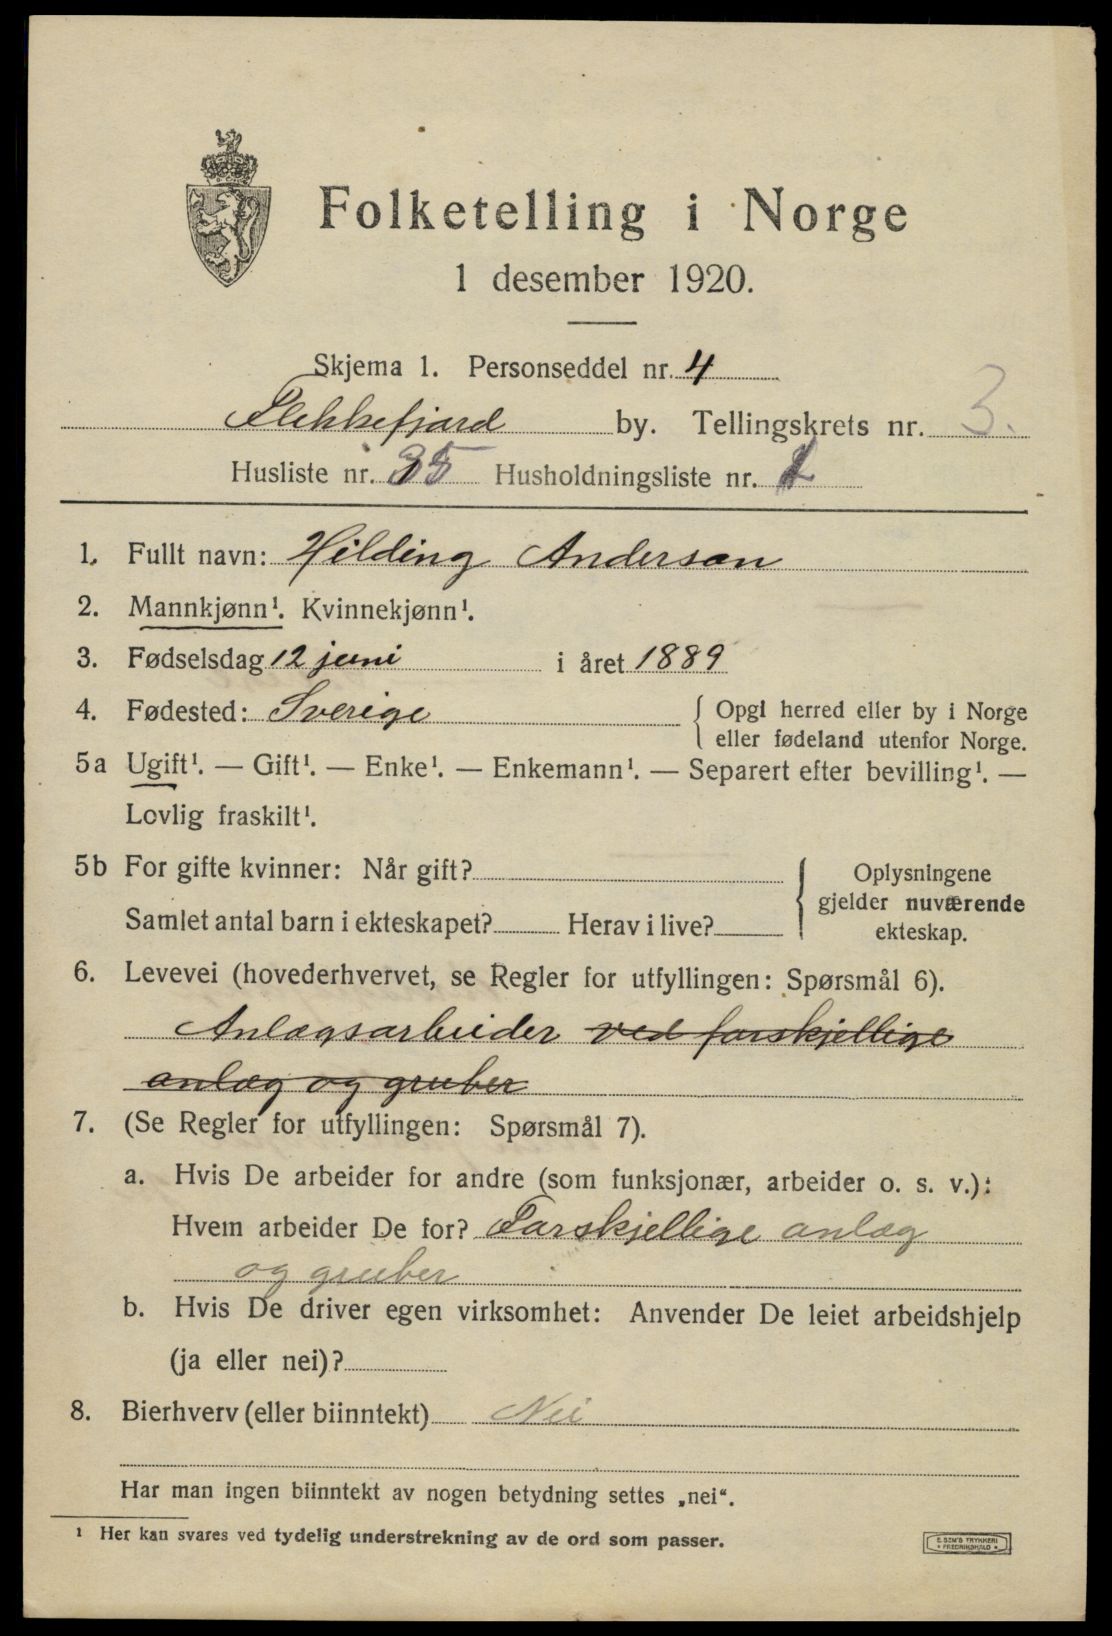 Folketelling i Norge
1 desember 1920.
Skjema 1. Personseddel nr. 4
Flekkefjord by. Tellingskrets nr. 3.
Husliste nr. 35 Husholdningsliste nr.
1. Fullt navn: Hilding Anderson
2. Mannkjønn¹. Kvinnekjønn¹.
3. Fødselsdag 12 juni i året 1889
4. Fødested: Sverige { Opgi herred eller by i Norge
eller fødeland utenfor Norge.
5a Ugift¹. — Gift¹. — Enke¹. — Enkemann¹. — Separert efter bevilling¹. —
Lovlig fraskilt¹.
5b For gifte kvinner: Når gift? { Oplysningene
gjelder nuværende
Samlet antal barn i ekteskapet? Herav i live?
ekteskap.
6. Levevei (hovederhvervet, se Regler for utfyllingen: Spørsmål 6).
Anlægsarbeider ved forskjellige
anlæg og gruber
7. (Se Regler for utfyllingen: Spørsmål 7).
a. Hvis De arbeider for andre (som funksjonær, arbeider o. s. v.):
Hvem arbeider De for? Forskjellige anlæg
og gruber
b. Hvis De driver egen virksomhet: Anvender De leiet arbeidshjelp
(ja eller nei)?
8. Bierhverv (eller biinntekt) Nei
Har man ingen biinntekt av nogen betydning settes „nei“.
¹ Her kan svares ved tydelig understrekning av de ord som passer.
E. SEM'S TRYKKERI
• FREDRIKSHALD •